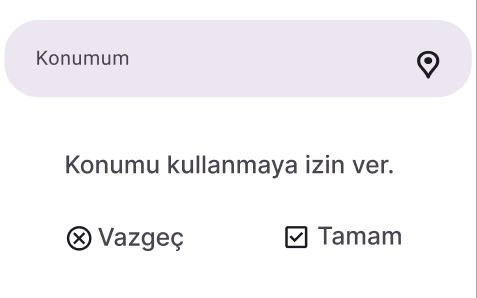 Konumum
Konumu kullanmaya izin ver.
Vazgeç Tamam